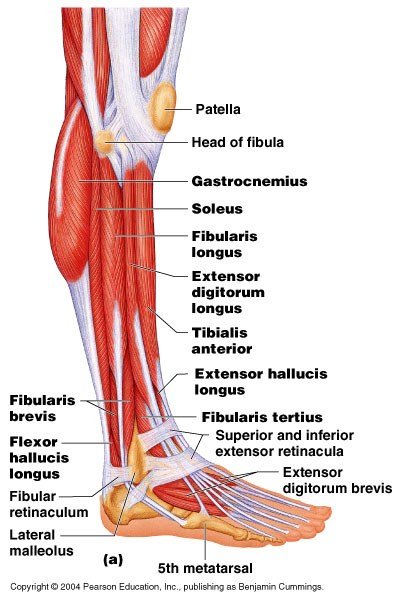 Patella
Head of fibula
Gastrocnemius
Soleus
Fibularis
longus
Extensor
digitorum
longus
Tibialis
anterior
Extensor hallucis
longus
Fibularis
brevis
Fibularis tertius
Superior and inferior
extensor retinacula
Flexor
hallucis
longus
Extensor
digitorum brevis
Fibular
retinaculum
Lateral
malleolus
(a)
5th metatarsal
Copyright © 2004 Pearson Education, Inc., publishing as Benjamin Cummings.